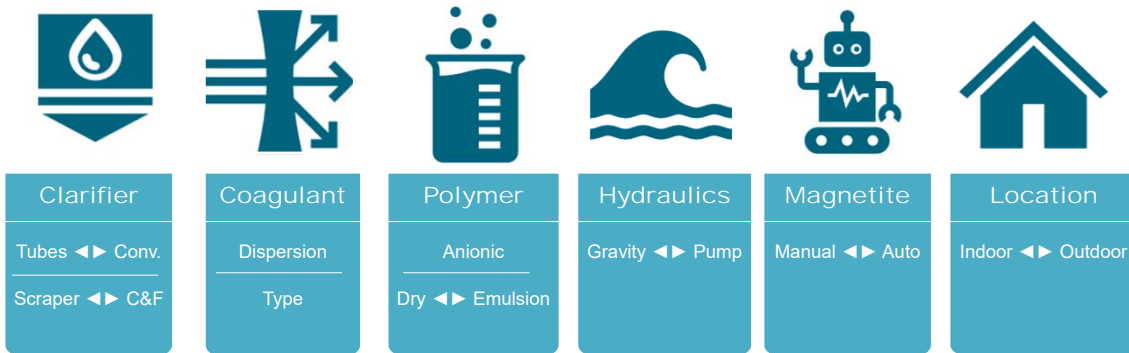 Clarifier
Tubes ◄► Conv.
Scraper ◄► C&F
Coagulant
Dispersion
Type
Polymer
Anionic
Dry ◄► Emulsion
Hydraulics
Gravity ◄► Pump
Magnetite
Manual ◄► Auto
Location
Indoor ◄► Outdoor